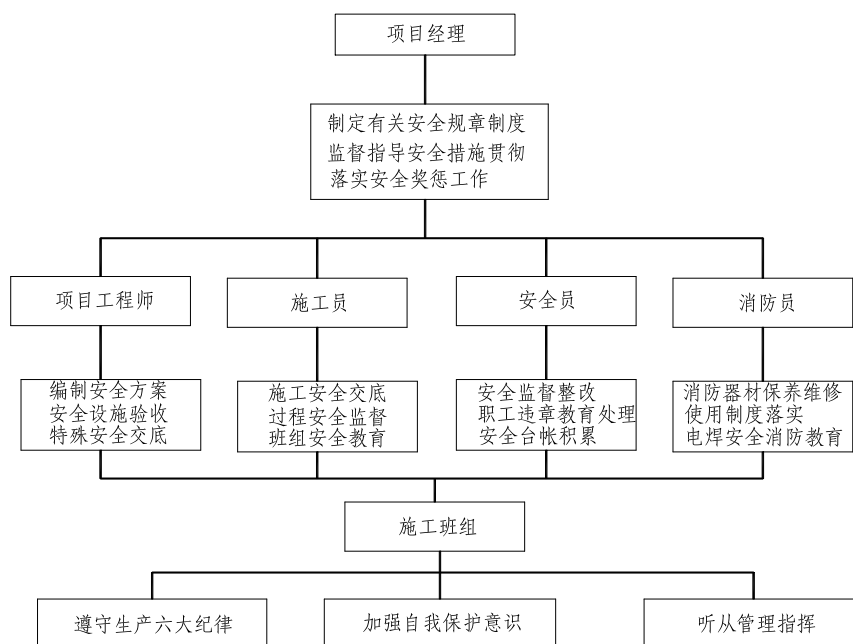 项目经理
制定有关安全规章制度
监督指导安全措施贯彻
落实安全奖惩工作
项目工程师
施工员
安全员
消防员
编制安全方案
安全设施验收
特殊安全交底
施工安全交底
过程安全监督
班组安全教育
安全监督整改
职工违章教育处理
安全台帐积累
消防器材保养维修
使用制度落实
电焊安全消防教育
施工班组
遵守生产六大纪律
加强自我保护意识
听从管理指挥